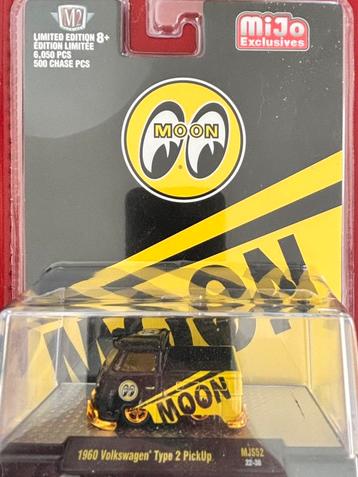 M2
MiJo
Exclusives
LIMITED EDITION 8+
ÉDITION LIMITÉE
6,050 PCS
500 CHASE PCS
MOON
MOON
MOON
1960 Volkswagen® Type 2 PickUp
MJS52
22-36